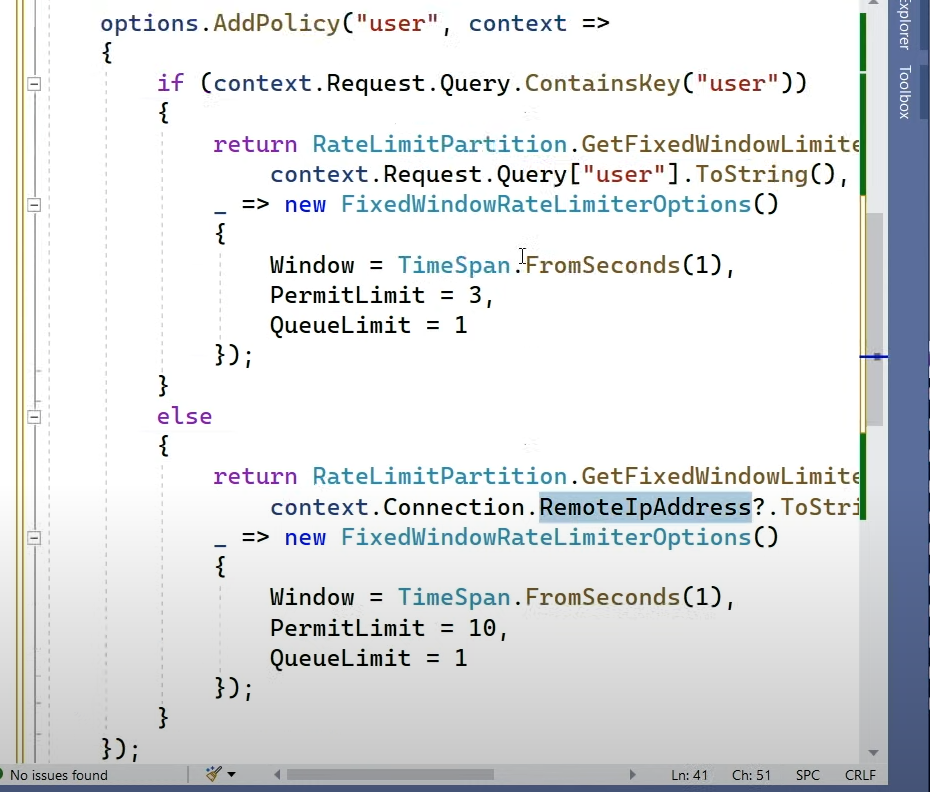 options.AddPolicy("user", context =>
{
if (context.Request.Query.ContainsKey("user"))
{
return RateLimitPartition.GetFixedWindowLimite
context.Request.Query["user"].ToString(),
_ => new FixedWindowRateLimiterOptions()
{
Window = TimeSpan.FromSeconds(1),
PermitLimit = 3,
QueueLimit = 1
});
}
else
{
return RateLimitPartition.GetFixedWindowLimite
context.Connection.RemoteIpAddress?.ToStri
_ => new FixedWindowRateLimiterOptions()
{
Window = TimeSpan.FromSeconds(1),
PermitLimit = 10,
QueueLimit = 1
});
}
});
Explorer
Toolbox
No issues found
Ln: 41 Ch: 51 SPC CRLF